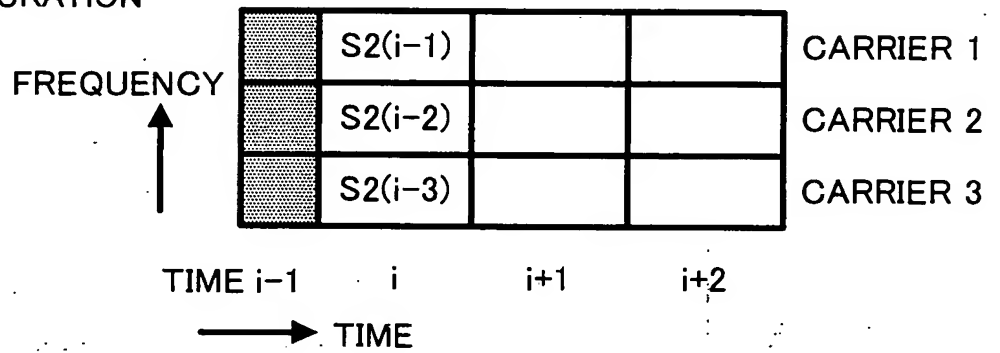 S2(i-1) CARRIER 1
FREQUENCY
S2(i-2) CARRIER 2
S2(i-3) CARRIER 3
TIME i-1 i i+1 i+2
TIME